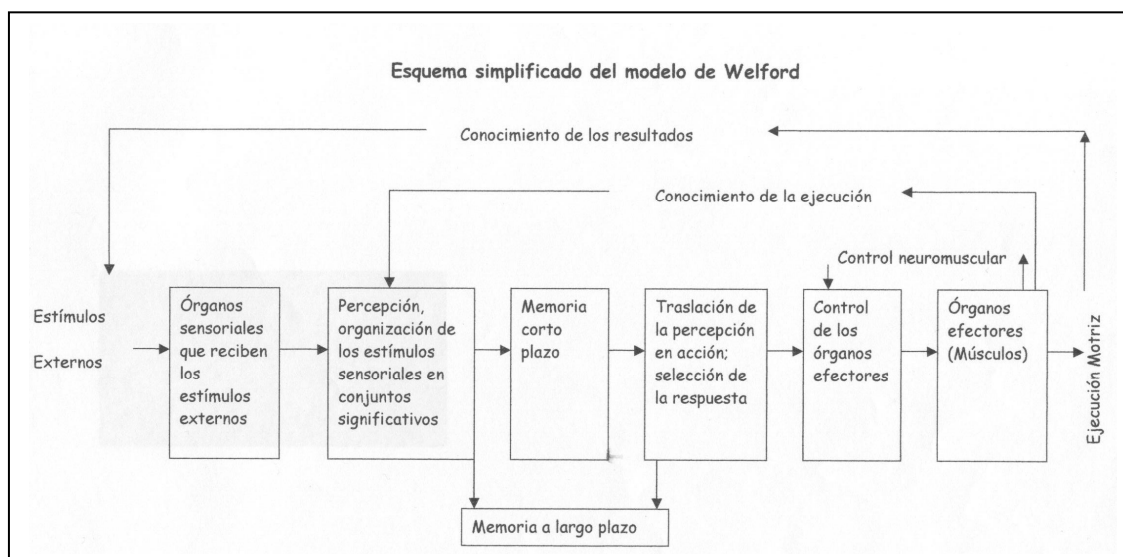 Esquema simplificado del modelo de Welford
Conocimiento de los resultados
Conocimiento de la ejecución
Control neuromuscular
Estímulos
Externos
Órganos
sensoriales
que reciben
los
estímulos
externos
Percepción,
organización de
los estímulos
sensoriales en
conjuntos
significativos
Memoria
corto
plazo
Traslación de
la percepción
en acción;
selección de
la respuesta
Control
de los
órganos
efectores
Órganos
efectores
(Músculos)
Ejecución Motriz
Memoria a largo plazo